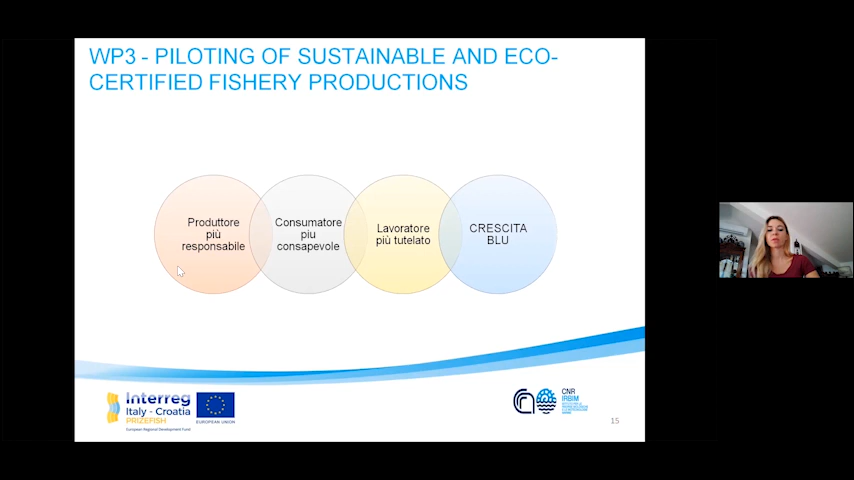 WP3 - PILOTING OF SUSTAINABLE AND ECO-
CERTIFIED FISHERY PRODUCTIONS
Produttore
più
responsabile
Consumatore
piu
consapevole
Lavoratore
più tutelato
CRESCITA
BLU
Interreg
Italy - Croatia
PRIZEFISH
European Regional Development Fund
EUROPEAN UNION
CNR
IRBIM
15